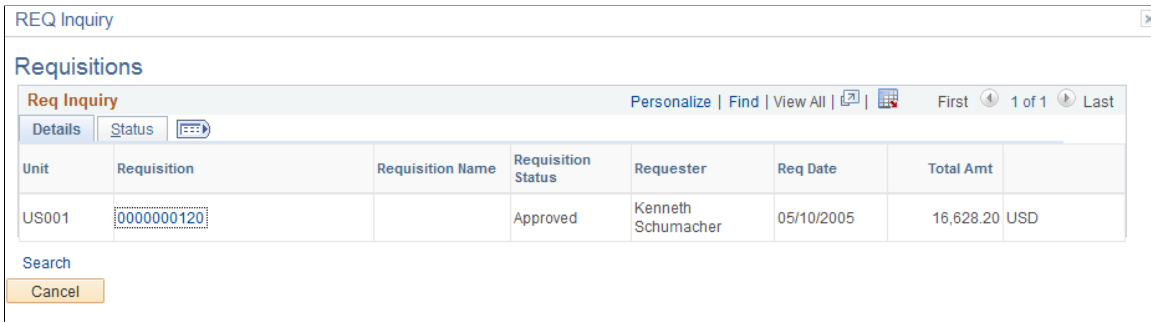 REQ Inquiry
Requisitions
Req Inquiry Personalize | Find | View All | | First 1 of 1 Last
Details Status
Unit Requisition Requisition Name Requisition Status Requester Req Date Total Amt
US001 0000000120 Approved Kenneth Schumacher 05/10/2005 16,628.20 USD
Search
Cancel